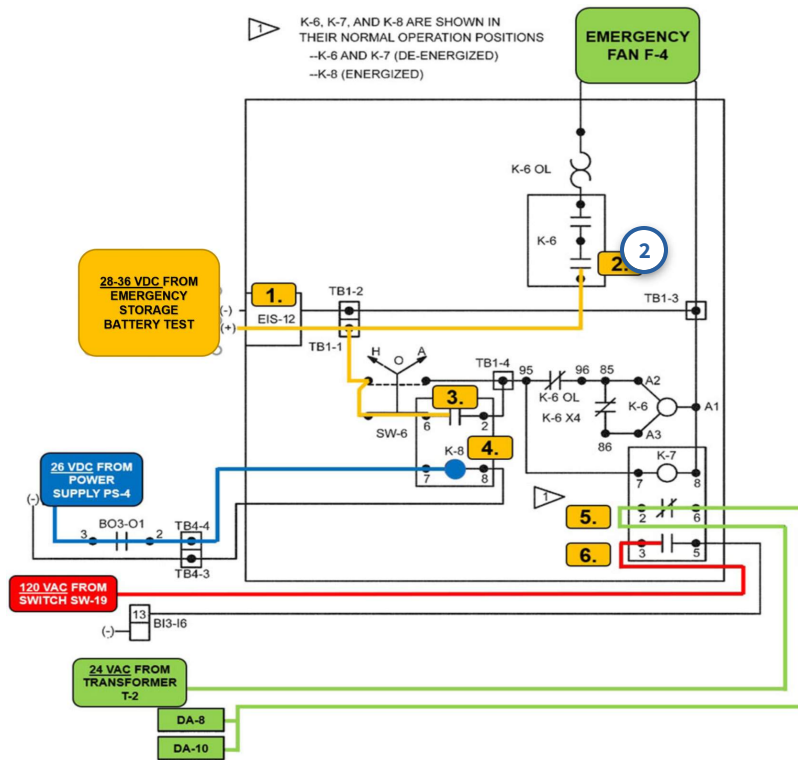 1
K-6, K-7, AND K-8 ARE SHOWN IN
THEIR NORMAL OPERATION POSITIONS
--K-6 AND K-7 (DE-ENERGIZED)
--K-8 (ENERGIZED)
EMERGENCY
FAN F-4
K-6 OL
K-6
2.
2
28-36 VDC FROM
EMERGENCY
STORAGE
BATTERY TEST
(-)
(+)
1.
EIS-12
TB1-2
TB1-1
TB1-3
H
O
A
SW-6
TB1-4
95
96
85
K-6 OL
K-6 X4
86
A2
K-6
A1
A3
3.
6
2
4.
K-8
7
8
K-7
7
8
1
5.
2
6
6.
3
5
26 VDC FROM
POWER
SUPPLY PS-4
(-)
BO3-O1
3
2
TB4-4
TB4-3
120 VAC FROM
SWITCH SW-19
13
(-)
BI3-I6
24 VAC FROM
TRANSFORMER
T-2
DA-8
DA-10